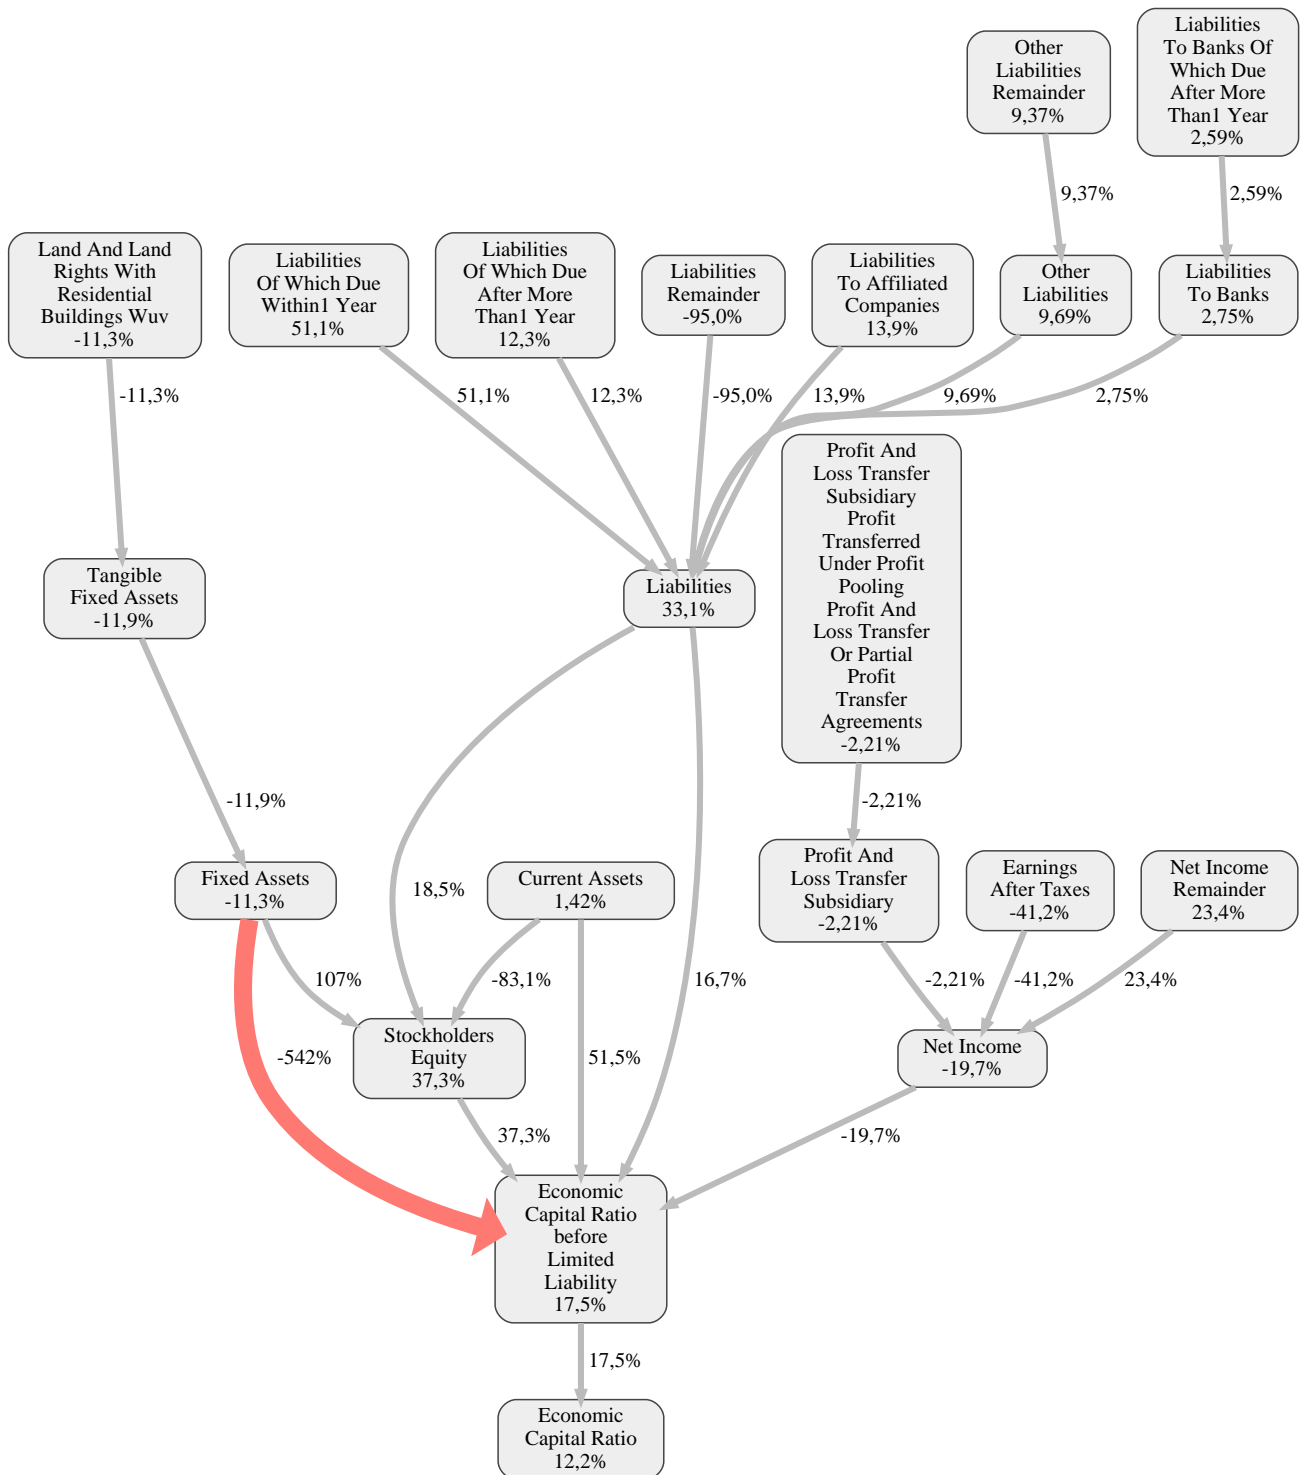 Liabilities
To Banks Of
Which Due
After More
Than1 Year
2,59%
Other
Liabilities
Remainder
9,37%
9,37%
2,59%
Land And Land
Rights With
Residential
Buildings Wuv
-11,3%
Liabilities
Of Which Due
Within1 Year
51,1%
Liabilities
Of Which Due
After More
Than1 Year
12,3%
Liabilities
Remainder
-95,0%
Liabilities
To Affiliated
Companies
13,9%
Other
Liabilities
9,69%
Liabilities
To Banks
2,75%
-11,3%
51,1%
12,3%
-95,0%
13,9%
9,69%
2,75%
Profit And
Loss Transfer
Subsidiary
Profit
Transferred
Under Profit
Pooling
Profit And
Loss Transfer
Or Partial
Profit
Transfer
Agreements
-2,21%
Tangible
Fixed Assets
-11,9%
Liabilities
33,1%
-11,9%
-2,21%
Fixed Assets
-11,3%
18,5%
Current Assets
1,42%
Profit And
Loss Transfer
Subsidiary
-2,21%
Earnings
After Taxes
-41,2%
Net Income
Remainder
23,4%
107%
-83,1%
16,7%
-2,21%
-41,2%
23,4%
Stockholders
Equity
37,3%
-542%
51,5%
Net Income
-19,7%
37,3%
-19,7%
Economic
Capital Ratio
before
Limited
Liability
17,5%
17,5%
Economic
Capital Ratio
12,2%